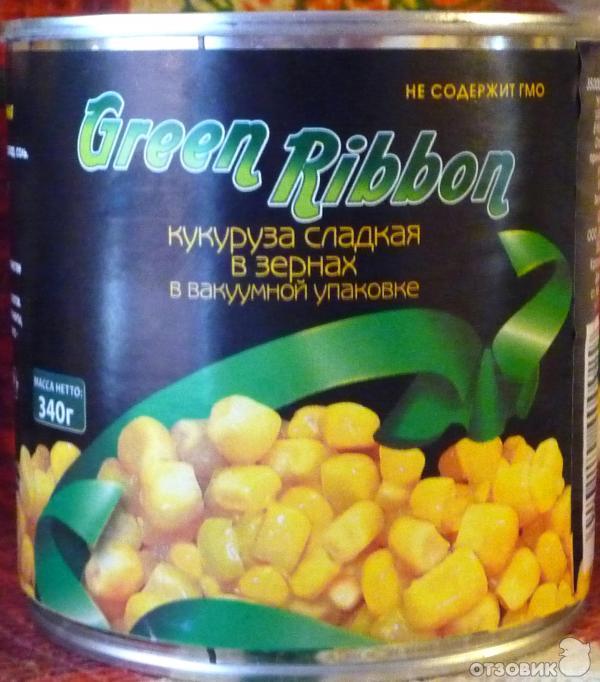 НЕ СОДЕРЖИТ ГМО
Green Ribbon
кукуруза сладкая
в зернах
в вакуумной упаковке
МАССА НЕТТО:
340г
ОТЗОВИК